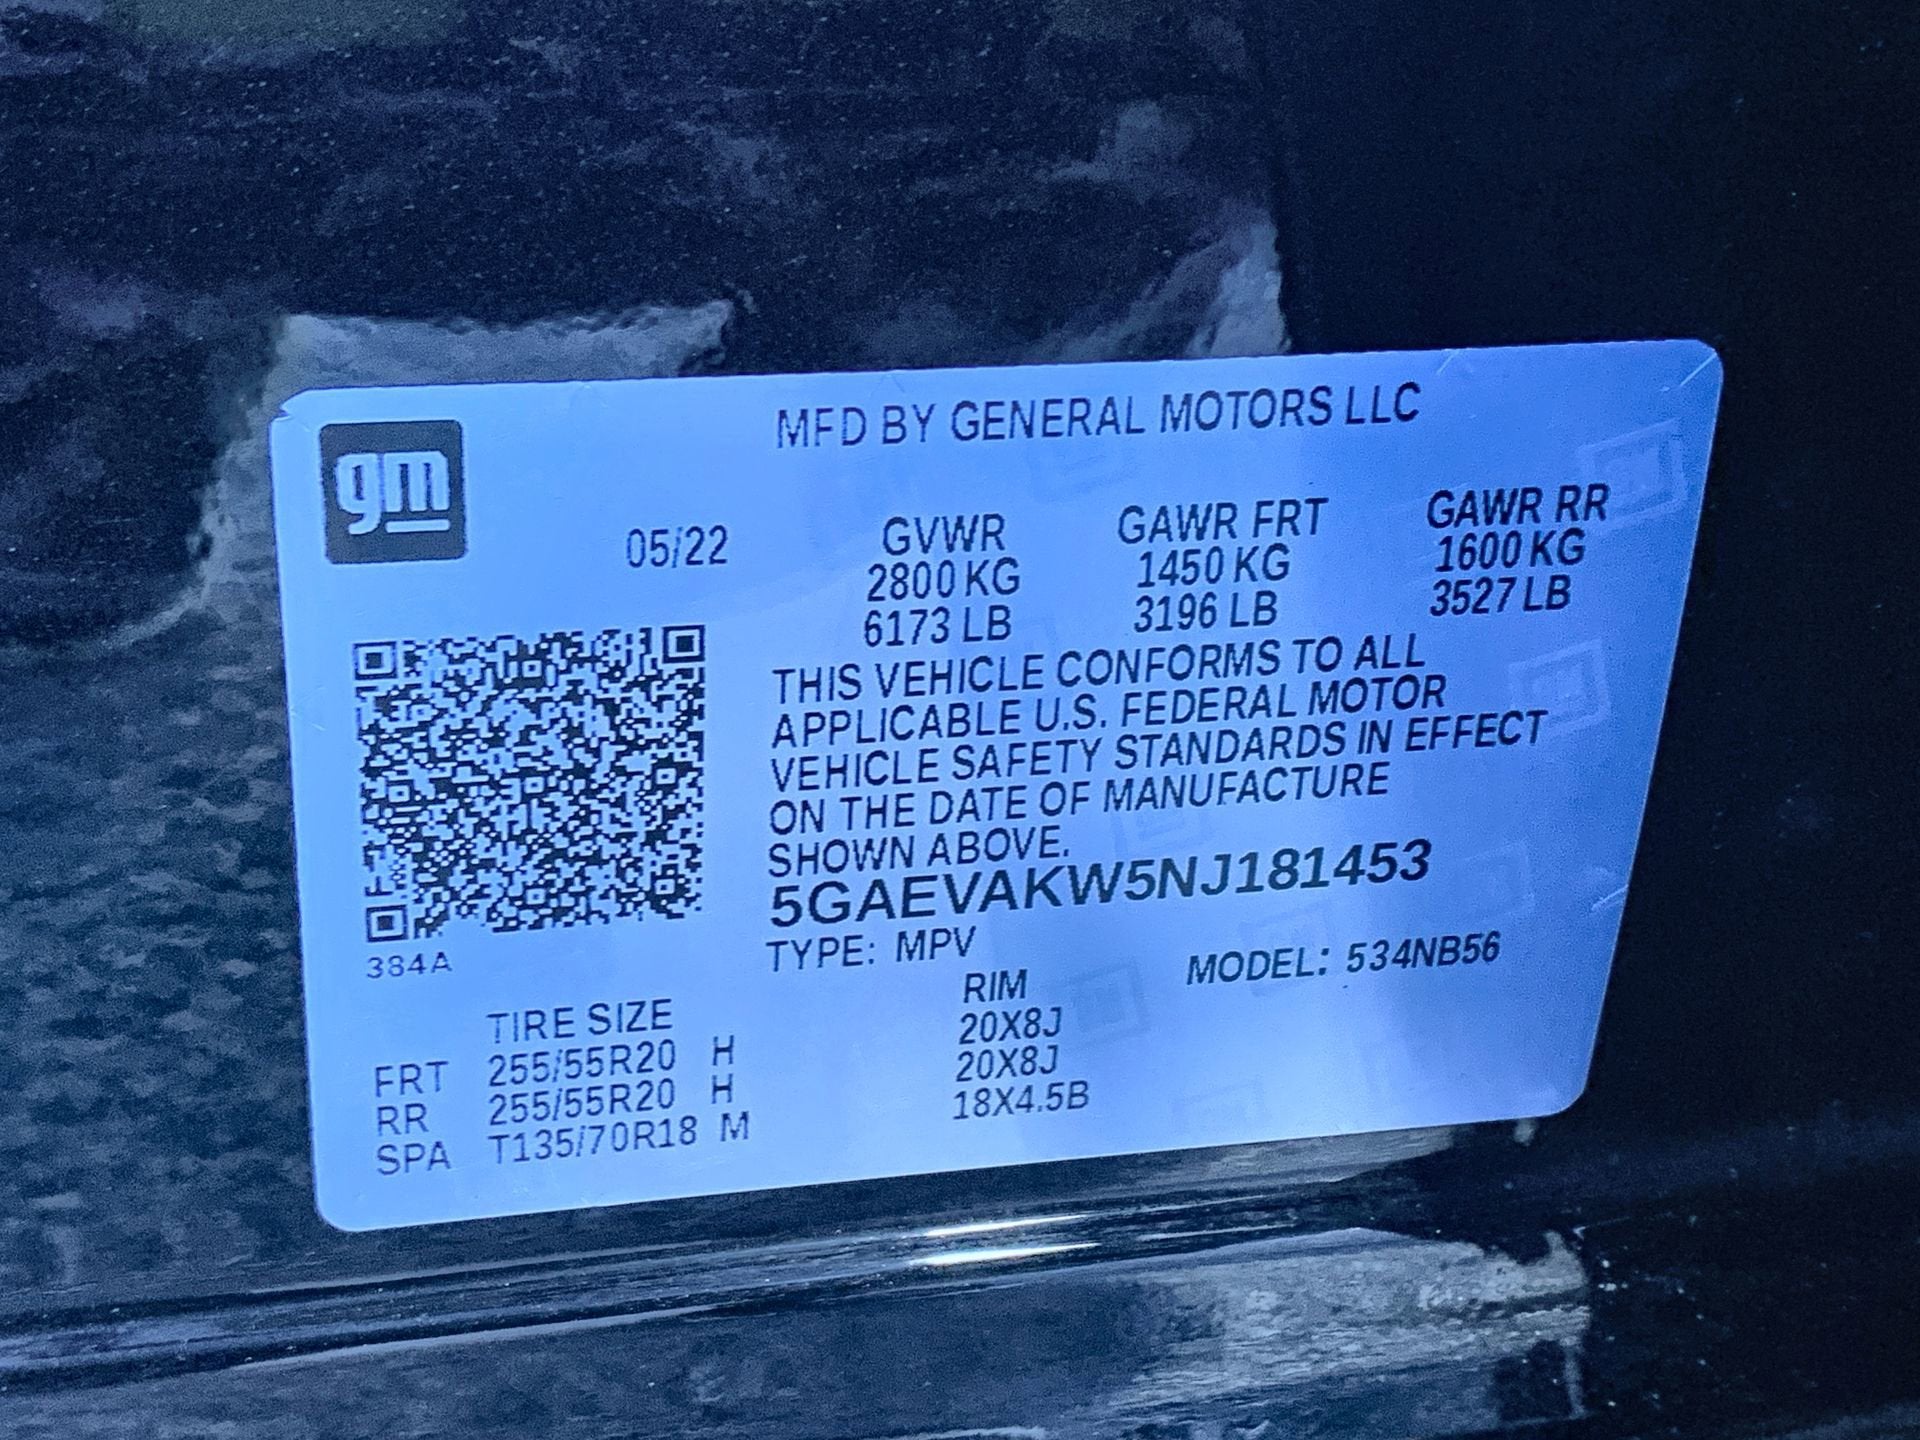 gm
MFD BY GENERAL MOTORS LLC
05/22 GVWR GAWR FRT GAWR RR
2800 KG 1450 KG 1600 KG
6173 LB 3196 LB 3527 LB
THIS VEHICLE CONFORMS TO ALL
APPLICABLE U.S. FEDERAL MOTOR
VEHICLE SAFETY STANDARDS IN EFFECT
ON THE DATE OF MANUFACTURE
SHOWN ABOVE.
5GAEVAKW5NJ181453
384A
TYPE: MPV MODEL: 534NB56
TIRE SIZE RIM
FRT 255/55R20 H 20X8J
RR 255/55R20 H 20X8J
SPA T135/70R18 M 18X4.5B